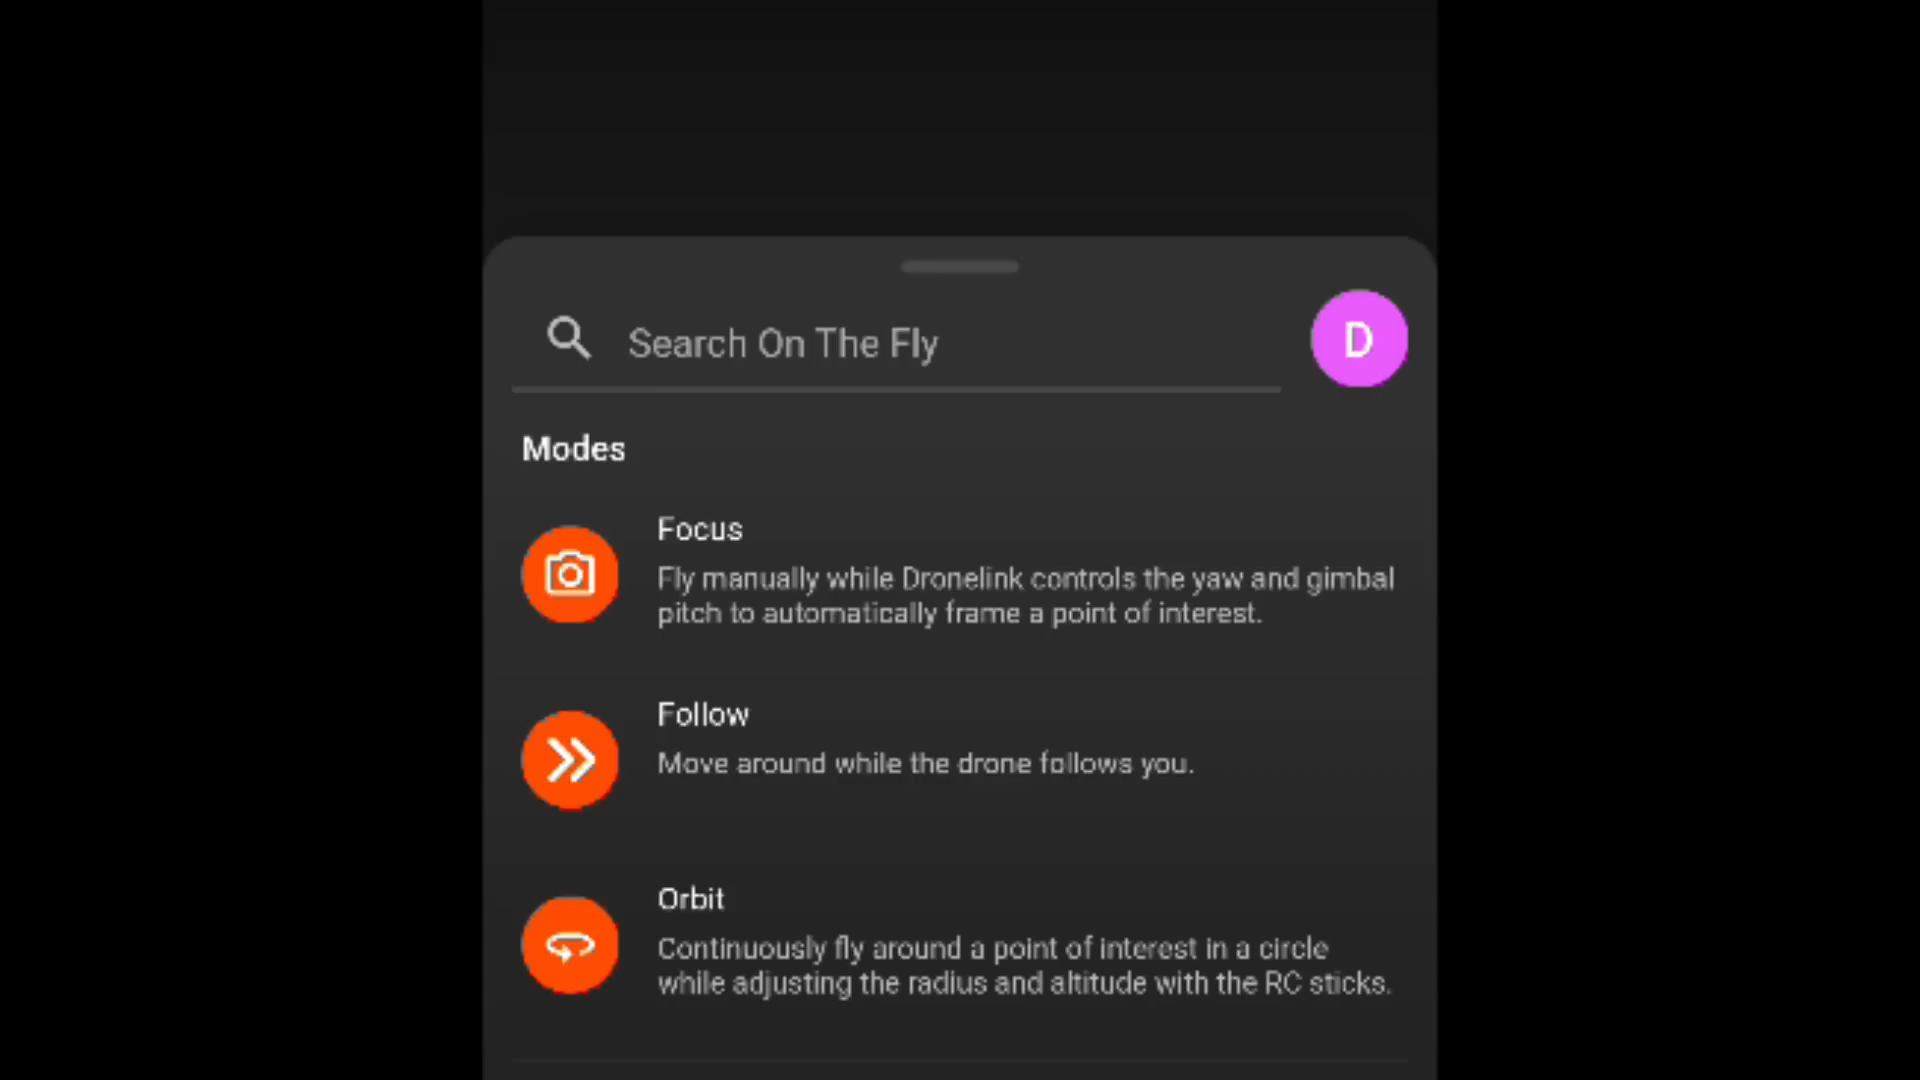 Search On The Fly
D
Modes
Focus
Fly manually while Dronelink controls the yaw and gimbal
pitch to automatically frame a point of interest.
Follow
Move around while the drone follows you.
Orbit
Continuously fly around a point of interest in a circle
while adjusting the radius and altitude with the RC sticks.